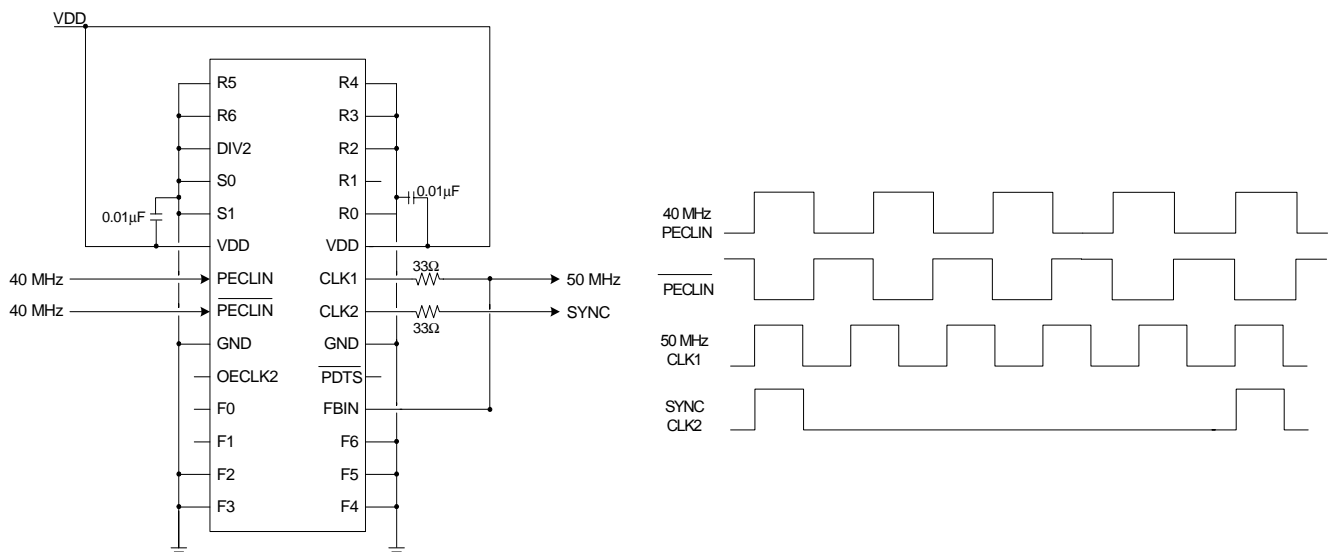 VDD
R5 R4
R6 R3
DIV2 R2
S0 R1
0.01µF
S1 R0
0.01µF
VDD VDD
40 MHz PECLIN CLK1 33Ω 50 MHz
40 MHz PECLIN CLK2 33Ω SYNC
GND GND
OECLK2 PDTS
F0 FBIN
F1 F6
F2 F5
F3 F4
40 MHz
PECLIN
PECLIN
50 MHz
CLK1
SYNC
CLK2